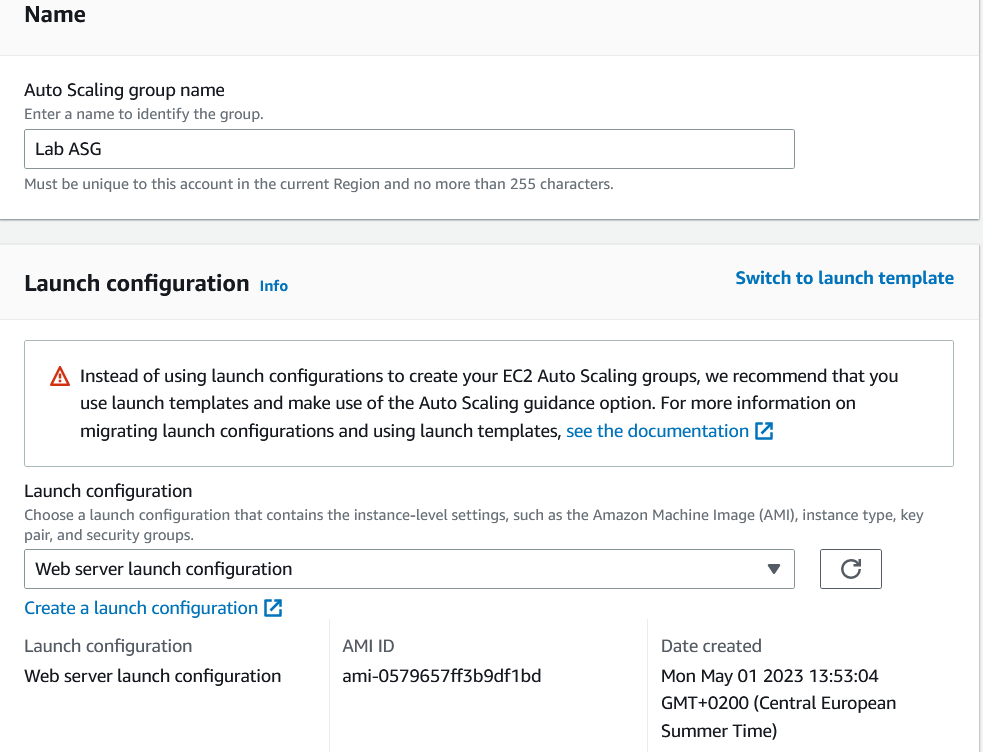 Name
Auto Scaling group name
Enter a name to identify the group.
Lab ASG
Must be unique to this account in the current Region and no more than 255 characters.
Launch configuration Info
Switch to launch template
Instead of using launch configurations to create your EC2 Auto Scaling groups, we recommend that you
use launch templates and make use of the Auto Scaling guidance option. For more information on
migrating launch configurations and using launch templates, see the documentation
Launch configuration
Choose a launch configuration that contains the instance-level settings, such as the Amazon Machine Image (AMI), instance type, key
pair, and security groups.
Web server launch configuration
Create a launch configuration
Launch configuration
Web server launch configuration
AMI ID
ami-0579657ff3b9df1bd
Date created
Mon May 01 2023 13:53:04
GMT+0200 (Central European
Summer Time)